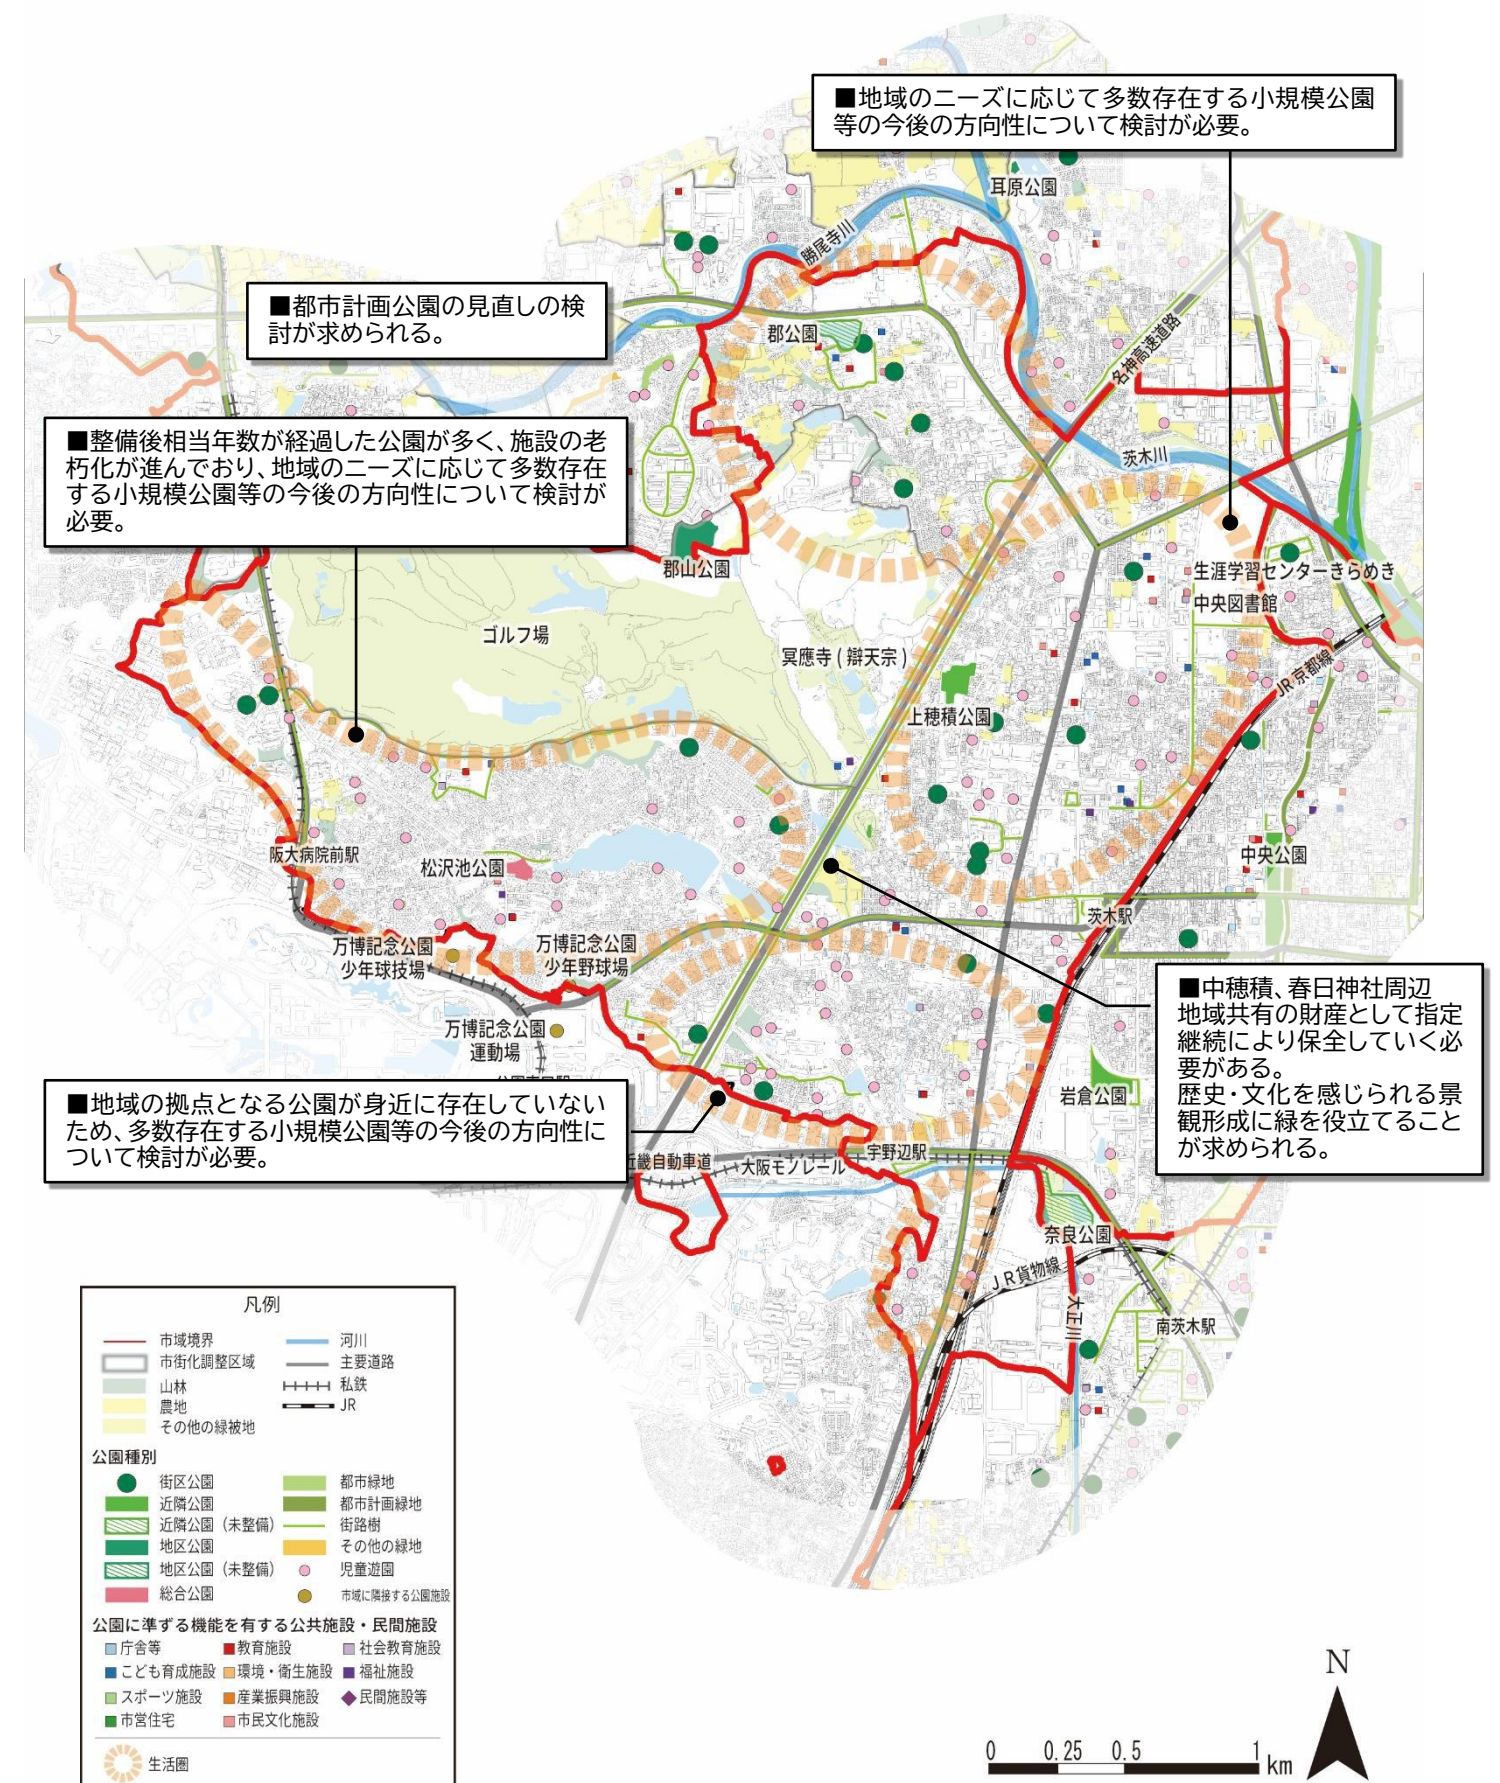 ■地域のニーズに応じて多数存在する小規模公園
等の今後の方向性について検討が必要。
耳原公園
勝尾寺川
■都市計画公園の見直しの検
討が求められる。
郡公園
名神高速道路
■整備後相当年数が経過した公園が多く、施設の老
朽化が進んでおり、地域のニーズに応じて多数存在
する小規模公園等の今後の方向性について検討が
必要。
茨木川
郡山公園
生涯学習センターきらめき
中央図書館
ゴルフ場
冥應寺(辯天宗)
JR京都線
上穂積公園
阪大病院前駅
松沢池公園
中央公園
茨木駅
万博記念公園
少年球技場
万博記念公園
少年野球場
■中穂積、春日神社周辺
地域共有の財産として指定
継続により保全していく必
要がある。
歴史・文化を感じられる景
観形成に緑を役立てること
が求められる。
万博記念公園
運動場
岩倉公園
■地域の拠点となる公園が身近に存在していない
ため、多数存在する小規模公園等の今後の方向性に
ついて検討が必要。
近畿自動車道
大阪モノレール
宇野辺駅
奈良公園
JR貨物線
大正川
南茨木駅
凡例
市域境界
河川
市街化調整区域
主要道路
山林
私鉄
農地
JR
その他の緑被地
公園種別
街区公園
都市緑地
近隣公園
都市計画緑地
近隣公園(未整備)
街路樹
地区公園
その他の緑地
地区公園(未整備)
児童遊園
総合公園
市域に隣接する公園施設
公園に準ずる機能を有する公共施設・民間施設
庁舎等
教育施設
社会教育施設
こども育成施設
環境・衛生施設
福祉施設
スポーツ施設
産業振興施設
民間施設等
市営住宅
市民文化施設
生活圏
N
0 0.25 0.5 1 km